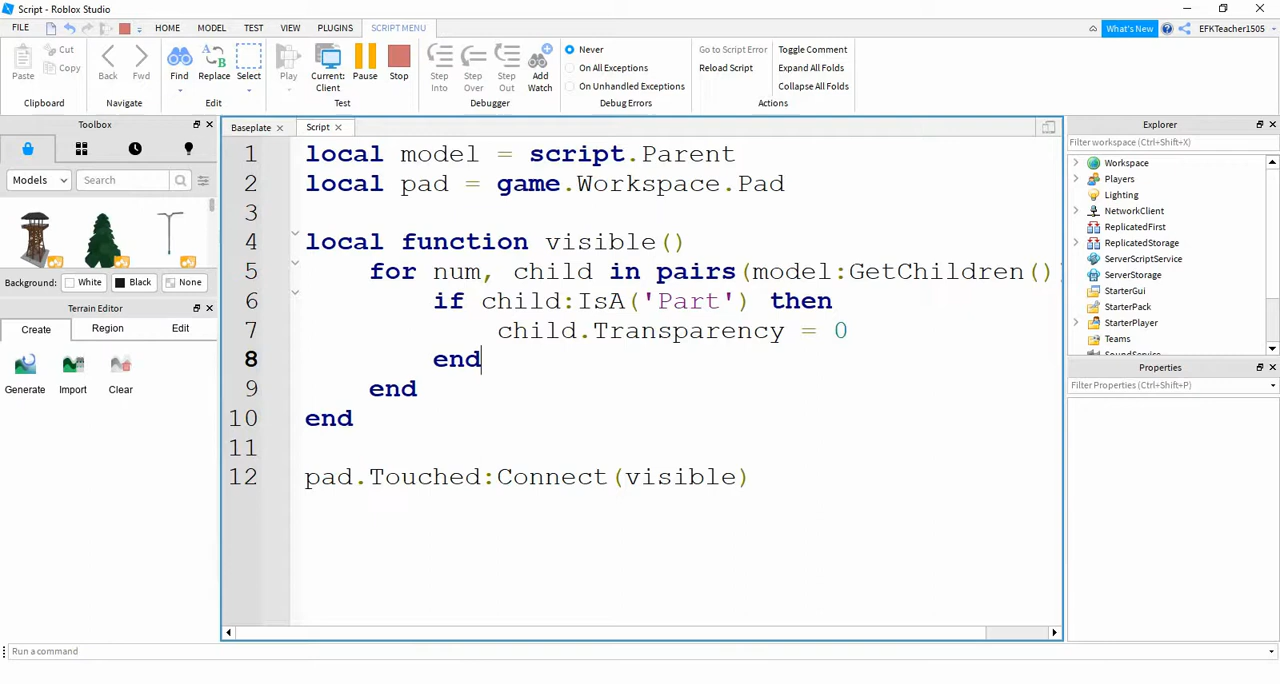 Script - Roblox Studio
FILE HOME MODEL TEST VIEW PLUGINS SCRIPT MENU What's New EFKTeacher1505
Paste Cut Copy
Back Fwd
Find Replace Select
Play Current: Client Pause Stop
Step Into Step Over Step Out Add Watch
Never
On All Exceptions
On Unhandled Exceptions
Go to Script Error
Reload Script
Toggle Comment
Expand All Folds
Collapse All Folds
Clipboard Navigate Edit Test Debugger Debug Errors Actions
Toolbox
Models Search
Background: White Black None
Terrain Editor
Create Region Edit
Generate Import Clear
Baseplate Script
1 local model = script.Parent
2 local pad = game.Workspace.Pad
3
4 local function visible()
5 for num, child in pairs(model:GetChildren()
6 if child:IsA('Part') then
7 child.Transparency = 0
8 end
9 end
10 end
11
12 pad.Touched:Connect(visible)
Explorer
Filter workspace (Ctrl+Shift+X)
Workspace
Players
Lighting
NetworkClient
ReplicatedFirst
ReplicatedStorage
ServerScriptService
ServerStorage
StarterGui
StarterPack
StarterPlayer
Teams
SoundService
Properties
Filter Properties (Ctrl+Shift+P)
Run a command